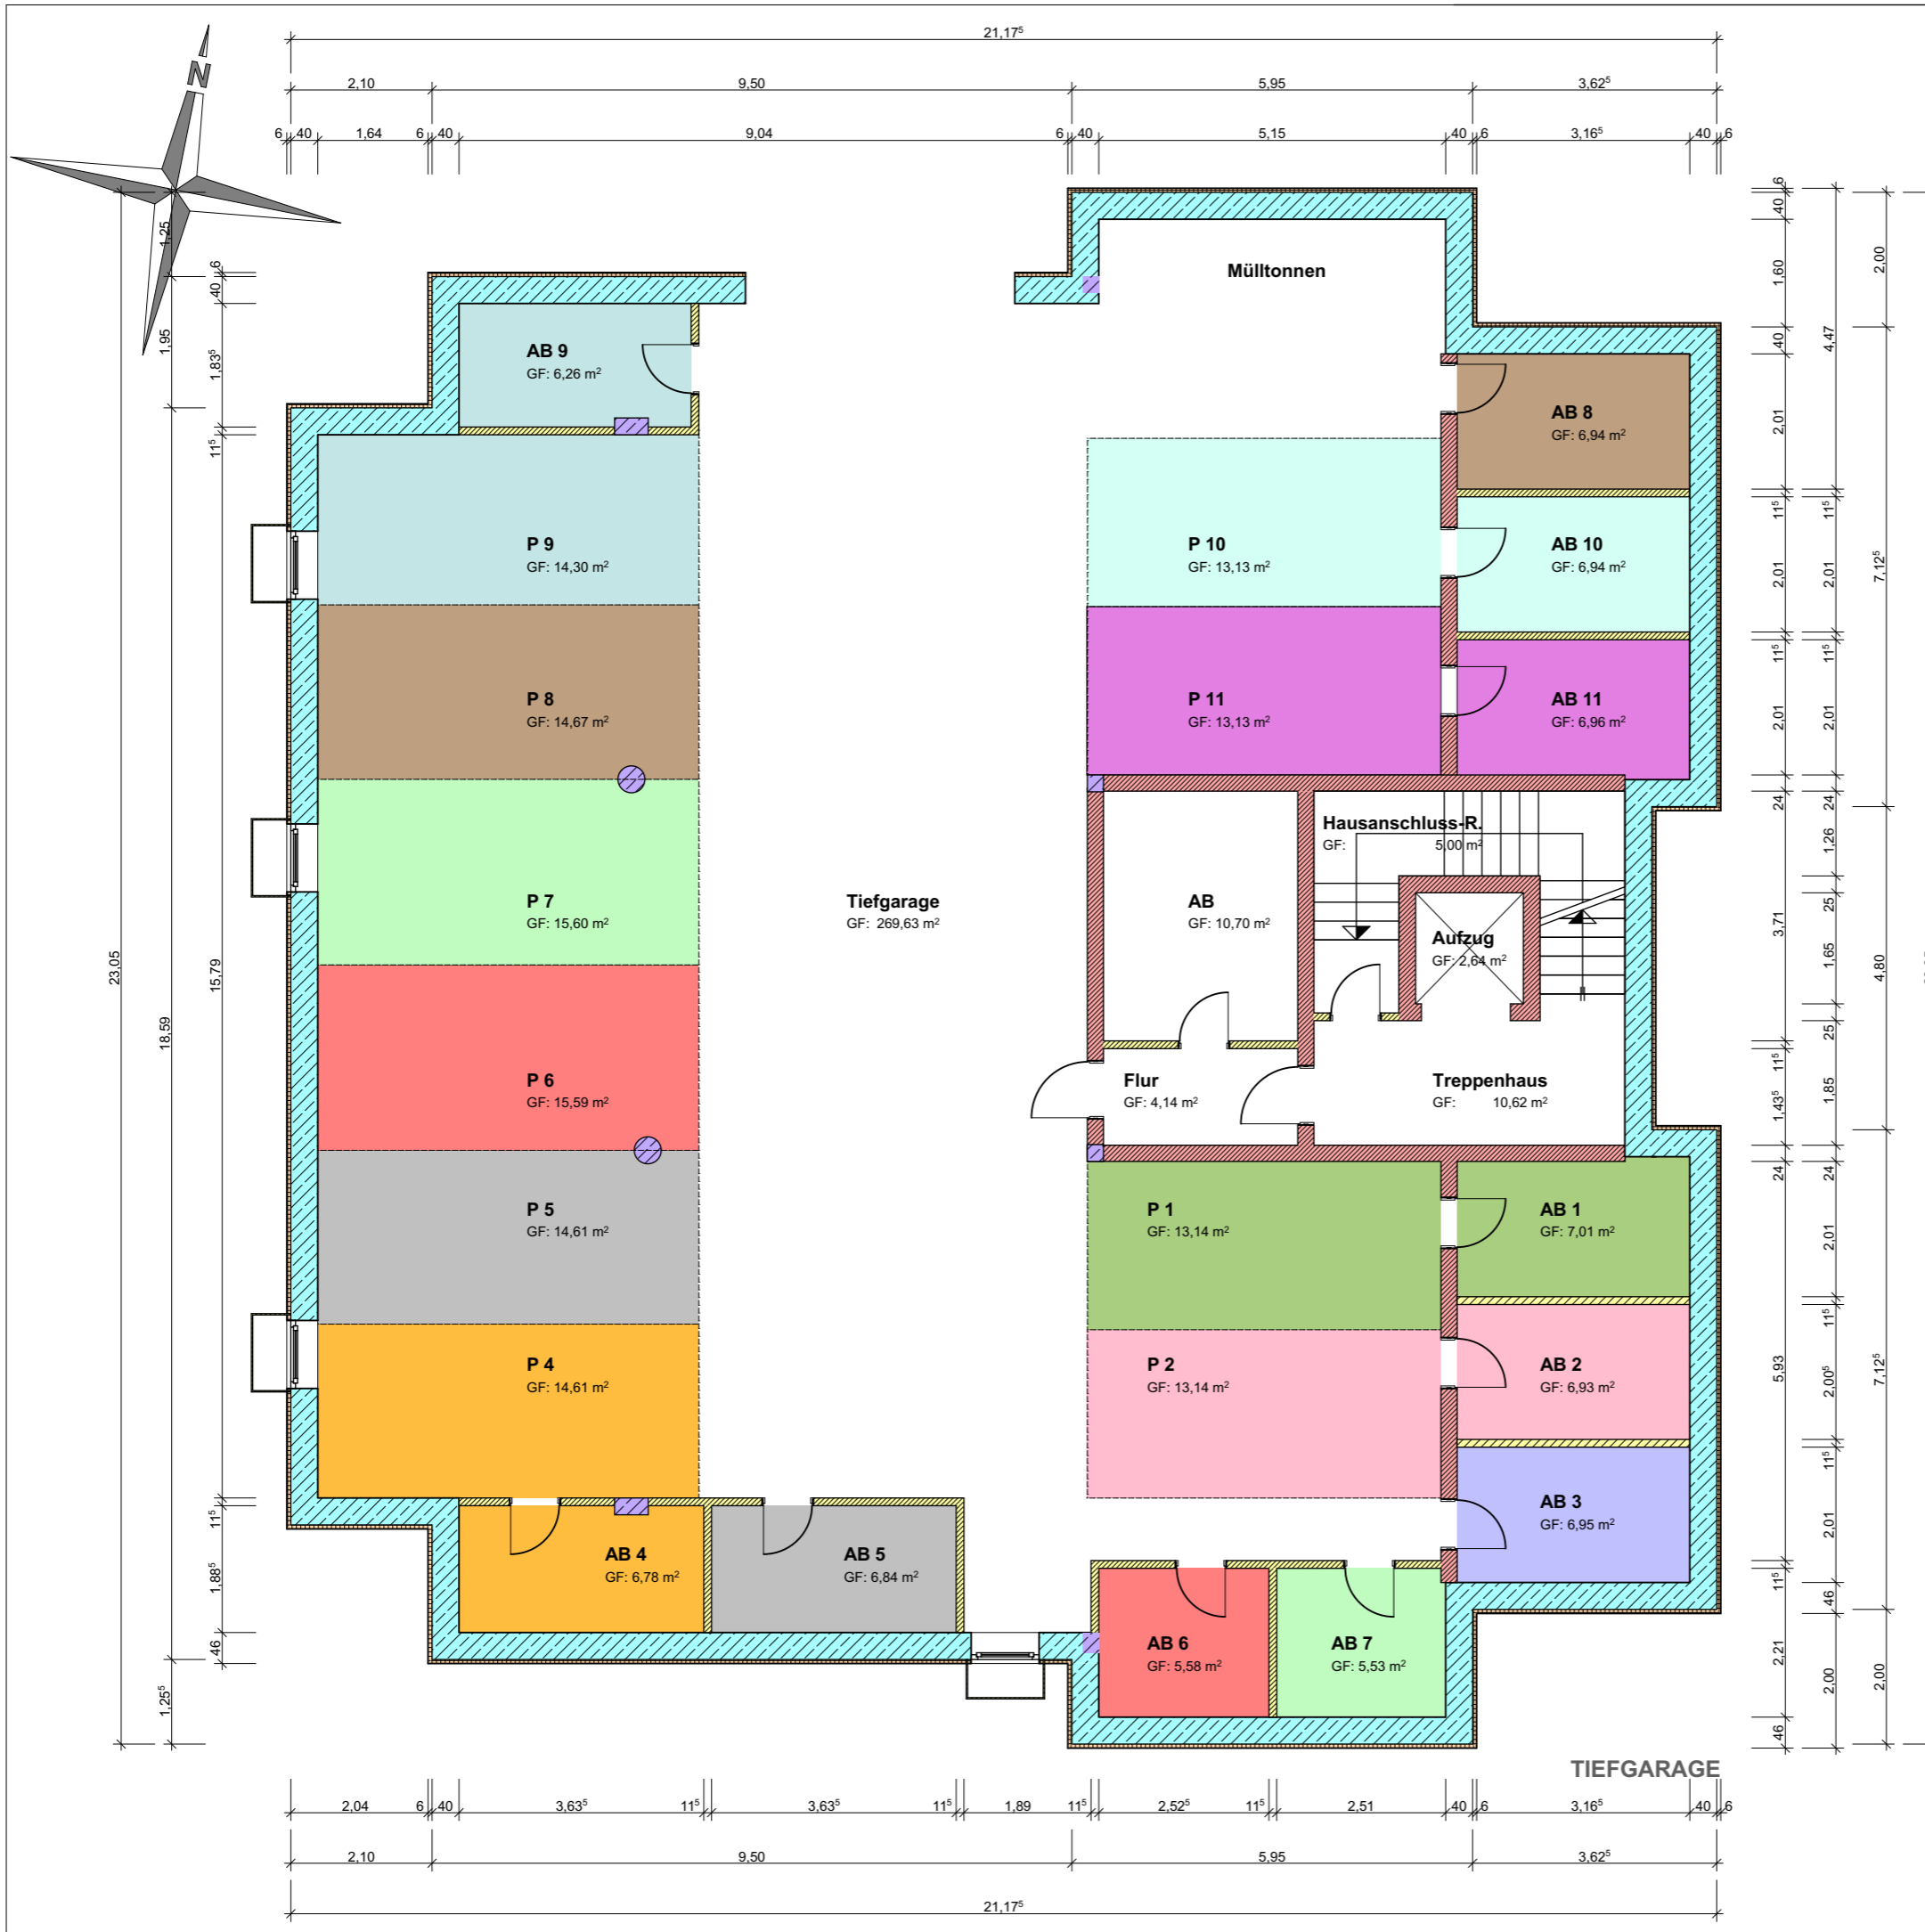 21,17⁵
2,10 9,50 5,95 3,62⁵
6 40 1,64 6 40 9,04 6 40 5,15 40 6 3,16⁵ 40 6
N
Mülltonnen
AB 9
GF: 6,26 m²
AB 8
GF: 6,94 m²
P 9
GF: 14,30 m²
P 10
GF: 13,13 m²
AB 10
GF: 6,94 m²
P 8
GF: 14,67 m²
P 11
GF: 13,13 m²
AB 11
GF: 6,96 m²
Hausanschluss-R.
GF: 5,00 m²
P 7
GF: 15,60 m²
Tiefgarage
GF: 269,63 m²
AB
GF: 10,70 m²
Aufzug
GF: 2,64 m²
P 6
GF: 15,59 m²
Flur
GF: 4,14 m²
Treppenhaus
GF: 10,62 m²
P 5
GF: 14,61 m²
P 1
GF: 13,14 m²
AB 1
GF: 7,01 m²
P 4
GF: 14,61 m²
P 2
GF: 13,14 m²
AB 2
GF: 6,93 m²
AB 3
GF: 6,95 m²
AB 4
GF: 6,78 m²
AB 5
GF: 6,84 m²
AB 6
GF: 5,58 m²
AB 7
GF: 5,53 m²
TIEFGARAGE
23,05
1,25 1,95 18,59 1,25⁵
6 40 1,83⁵ 11⁵ 15,79 11⁵ 1,88⁵ 46
6 40 1,60 40 2,01 11⁵ 2,01 11⁵ 2,01 24 1,26 25 1,65 25 1,85 24 2,01 11⁵ 2,00⁵ 11⁵ 2,01 46 2,00
4,47 11⁵ 2,01 11⁵ 2,01 24 3,71 11⁵ 1,43⁵ 24 5,93 11⁵ 2,21 46
2,00 7,12⁵ 4,80 7,12⁵ 2,00
2,04 6 40 3,63⁵ 11⁵ 3,63⁵ 11⁵ 1,89 11⁵ 2,52⁵ 11⁵ 2,51 40 6 3,16⁵ 40 6
2,10 9,50 5,95 3,62⁵
21,17⁵